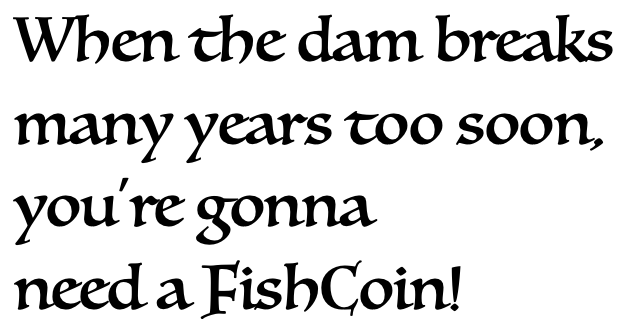 When the dam breaks
many years too soon,
you're gonna
need a FishCoin!